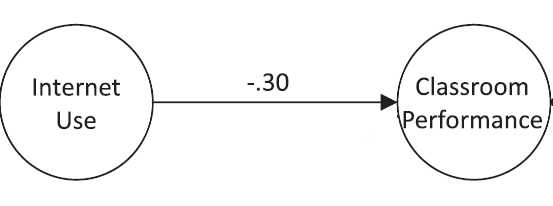 Internet
Use
-.30
Classroom
Performance